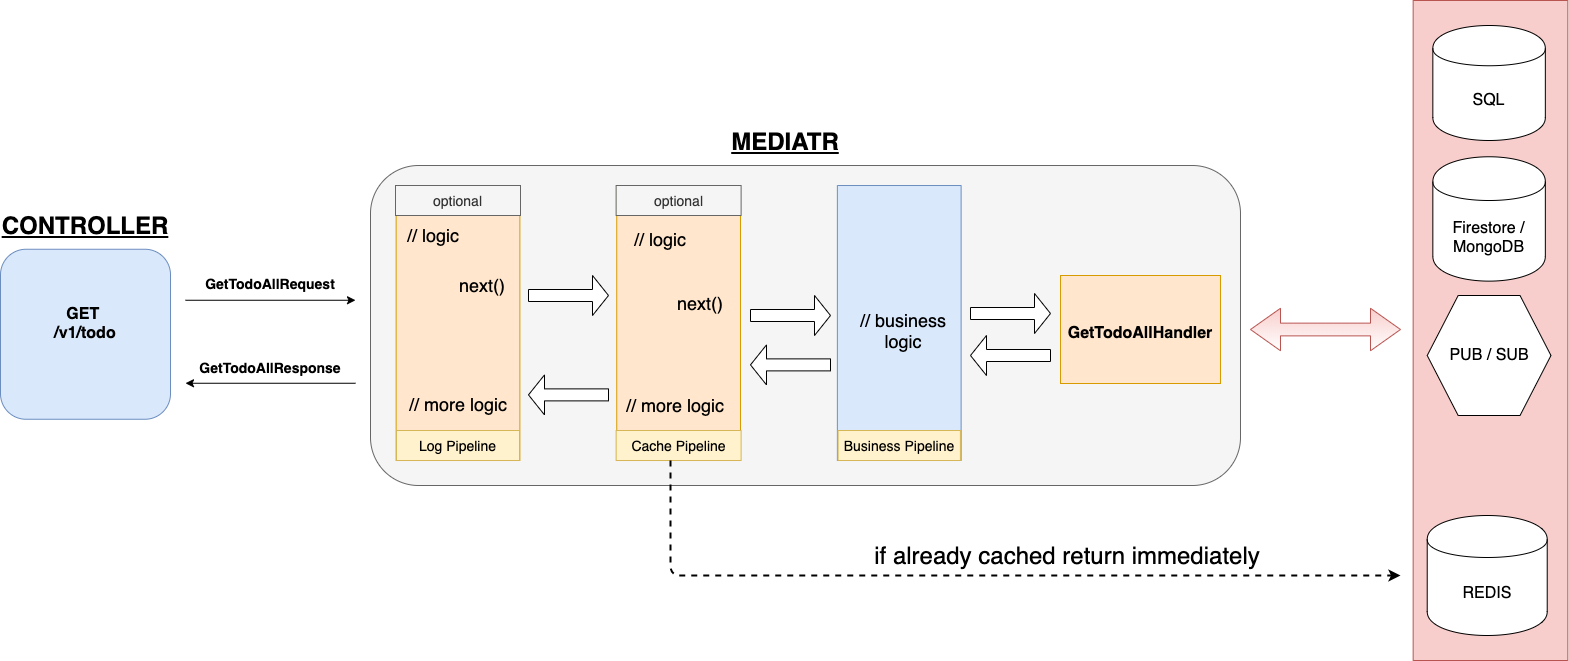 CONTROLLER
GET
/v1/todo
GetTodoAllRequest
GetTodoAllResponse
MEDIATR
optional
// logic
next()
// more logic
Log Pipeline
optional
// logic
next()
// more logic
Cache Pipeline
// business
logic
Business Pipeline
GetTodoAllHandler
if already cached return immediately
SQL
Firestore /
MongoDB
PUB / SUB
REDIS